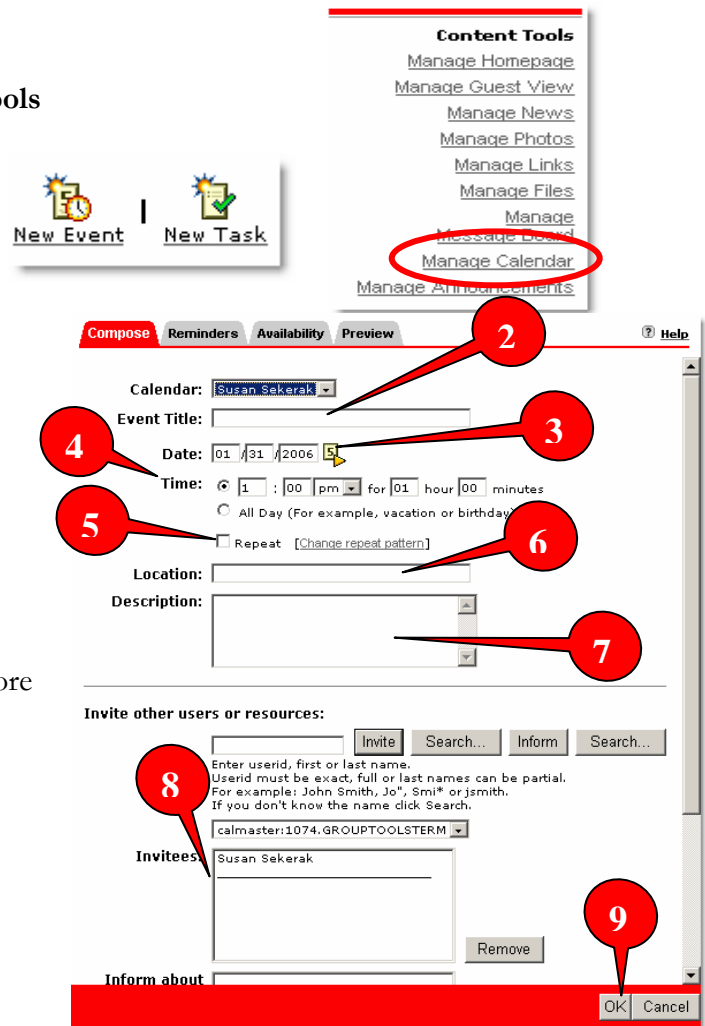 Content Tools
Manage Homepage
Manage Guest View
ools
Manage News
Manage Photos
Manage Links
Manage Files
Manage
Message Board
Manage Calendar
Manage Announcements
New Event | New Task
Compose Reminders Availability Preview
? Help
2
Calendar: Susan Sekerak
Event Title:
3
4
Date: 01 / 31 / 2006 5
Time: 1 : 00 pm for 01 hour 00 minutes
All Day (For example, vacation or birthday)
5
Repeat [Change repeat pattern]
6
Location:
Description:
7
ore
Invite other users or resources:
Invite Search... Inform Search...
Enter userid, first or last name.
Userid must be exact, full or last names can be partial.
For example: John Smith, Jo", Smi* or jsmith.
If you don't know the name click Search.
8
calmaster:1074.GROUPTOOLSTERM
Invitees: Susan Sekerak
9
Remove
Inform about
OK Cancel